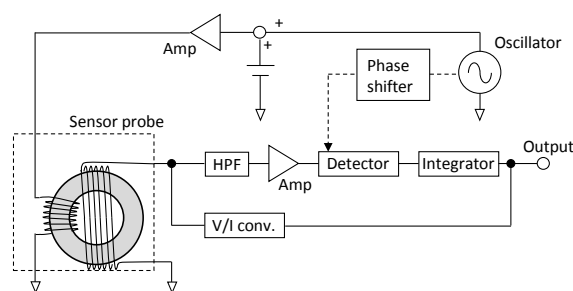 +
+
Amp
Oscillator
Phase
shifter
Sensor probe
Output
HPF
Detector
Integrator
Amp
V/I conv.